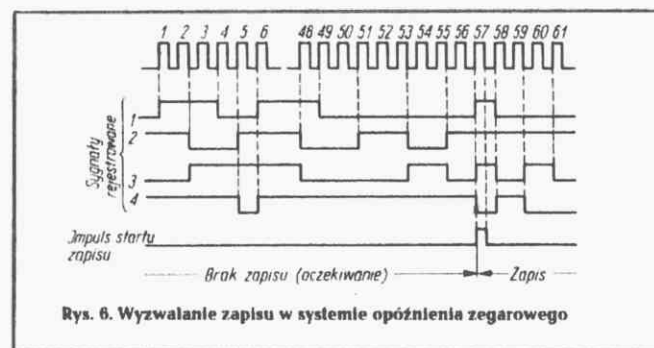 1 2 3 4 5 6 48 49 50 51 52 53 54 55 56 57 58 59 60 61
Sygnały
rejestrowane
1
2
3
4
Jmpuls startu
zapisu
Brak zapisu (oczekiwanie)
Zapis
Rys. 6. Wyzwalanie zapisu w systemie opóźnienia zegarowego